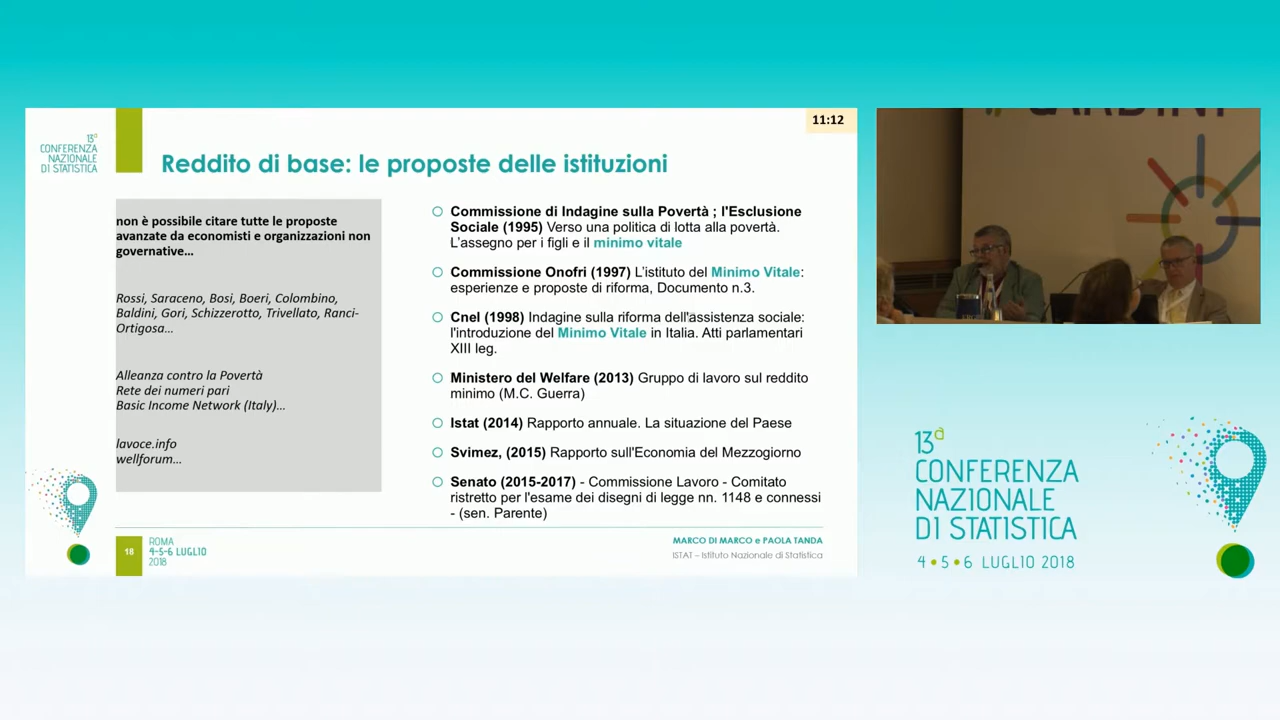 11:12
13ª
CONFERENZA
NAZIONALE
DI STATISTICA
Reddito di base: le proposte delle istituzioni
non è possibile citare tutte le proposte
avanzate da economisti e organizzazioni non
governative...
Rossi, Saraceno, Bosi, Boeri, Colombino,
Baldini, Gori, Schizzerotto, Trivellato, Ranci-
Ortigosa...
Alleanza contro la Povertà
Rete dei numeri pari
Basic Income Network (Italy)...
lavoce.info
wellforum...
Commissione di Indagine sulla Povertà ; l'Esclusione
Sociale (1995) Verso una politica di lotta alla povertà.
L'assegno per i figli e il minimo vitale
Commissione Onofri (1997) L'istituto del Minimo Vitale:
esperienze e proposte di riforma, Documento n.3.
Cnel (1998) Indagine sulla riforma dell'assistenza sociale:
l'introduzione del Minimo Vitale in Italia. Atti parlamentari
XIII leg.
Ministero del Welfare (2013) Gruppo di lavoro sul reddito
minimo (M.C. Guerra)
Istat (2014) Rapporto annuale. La situazione del Paese
Svimez, (2015) Rapporto sull'Economia del Mezzogiorno
Senato (2015-2017) - Commissione Lavoro - Comitato
ristretto per l'esame dei disegni di legge nn. 1148 e connessi
- (sen. Parente)
18
ROMA
4-5-6 LUGLIO
2018
MARCO DI MARCO e PAOLA TANDA
ISTAT – Istituto Nazionale di Statistica
13ª
CONFERENZA
NAZIONALE
DI STATISTICA
4 • 5 • 6 LUGLIO 2018